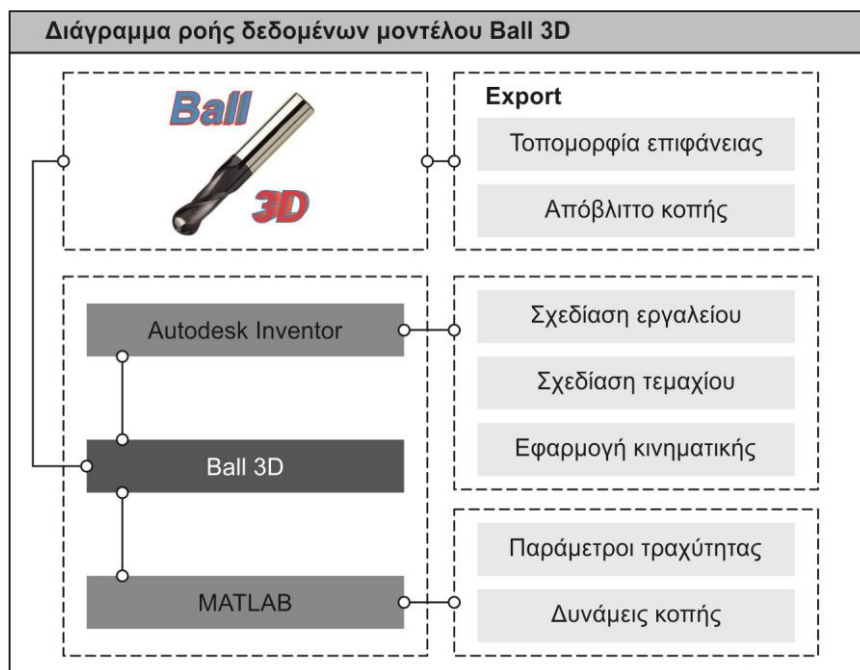 Διάγραμμα ροής δεδομένων μοντέλου Ball 3D
Ball
3D
Export
Τοπομορφία επιφάνειας
Απόβλιττο κοπής
Autodesk Inventor
Ball 3D
MATLAB
Σχεδίαση εργαλείου
Σχεδίαση τεμαχίου
Εφαρμογή κινηματικής
Παράμετροι τραχύτητας
Δυνάμεις κοπής